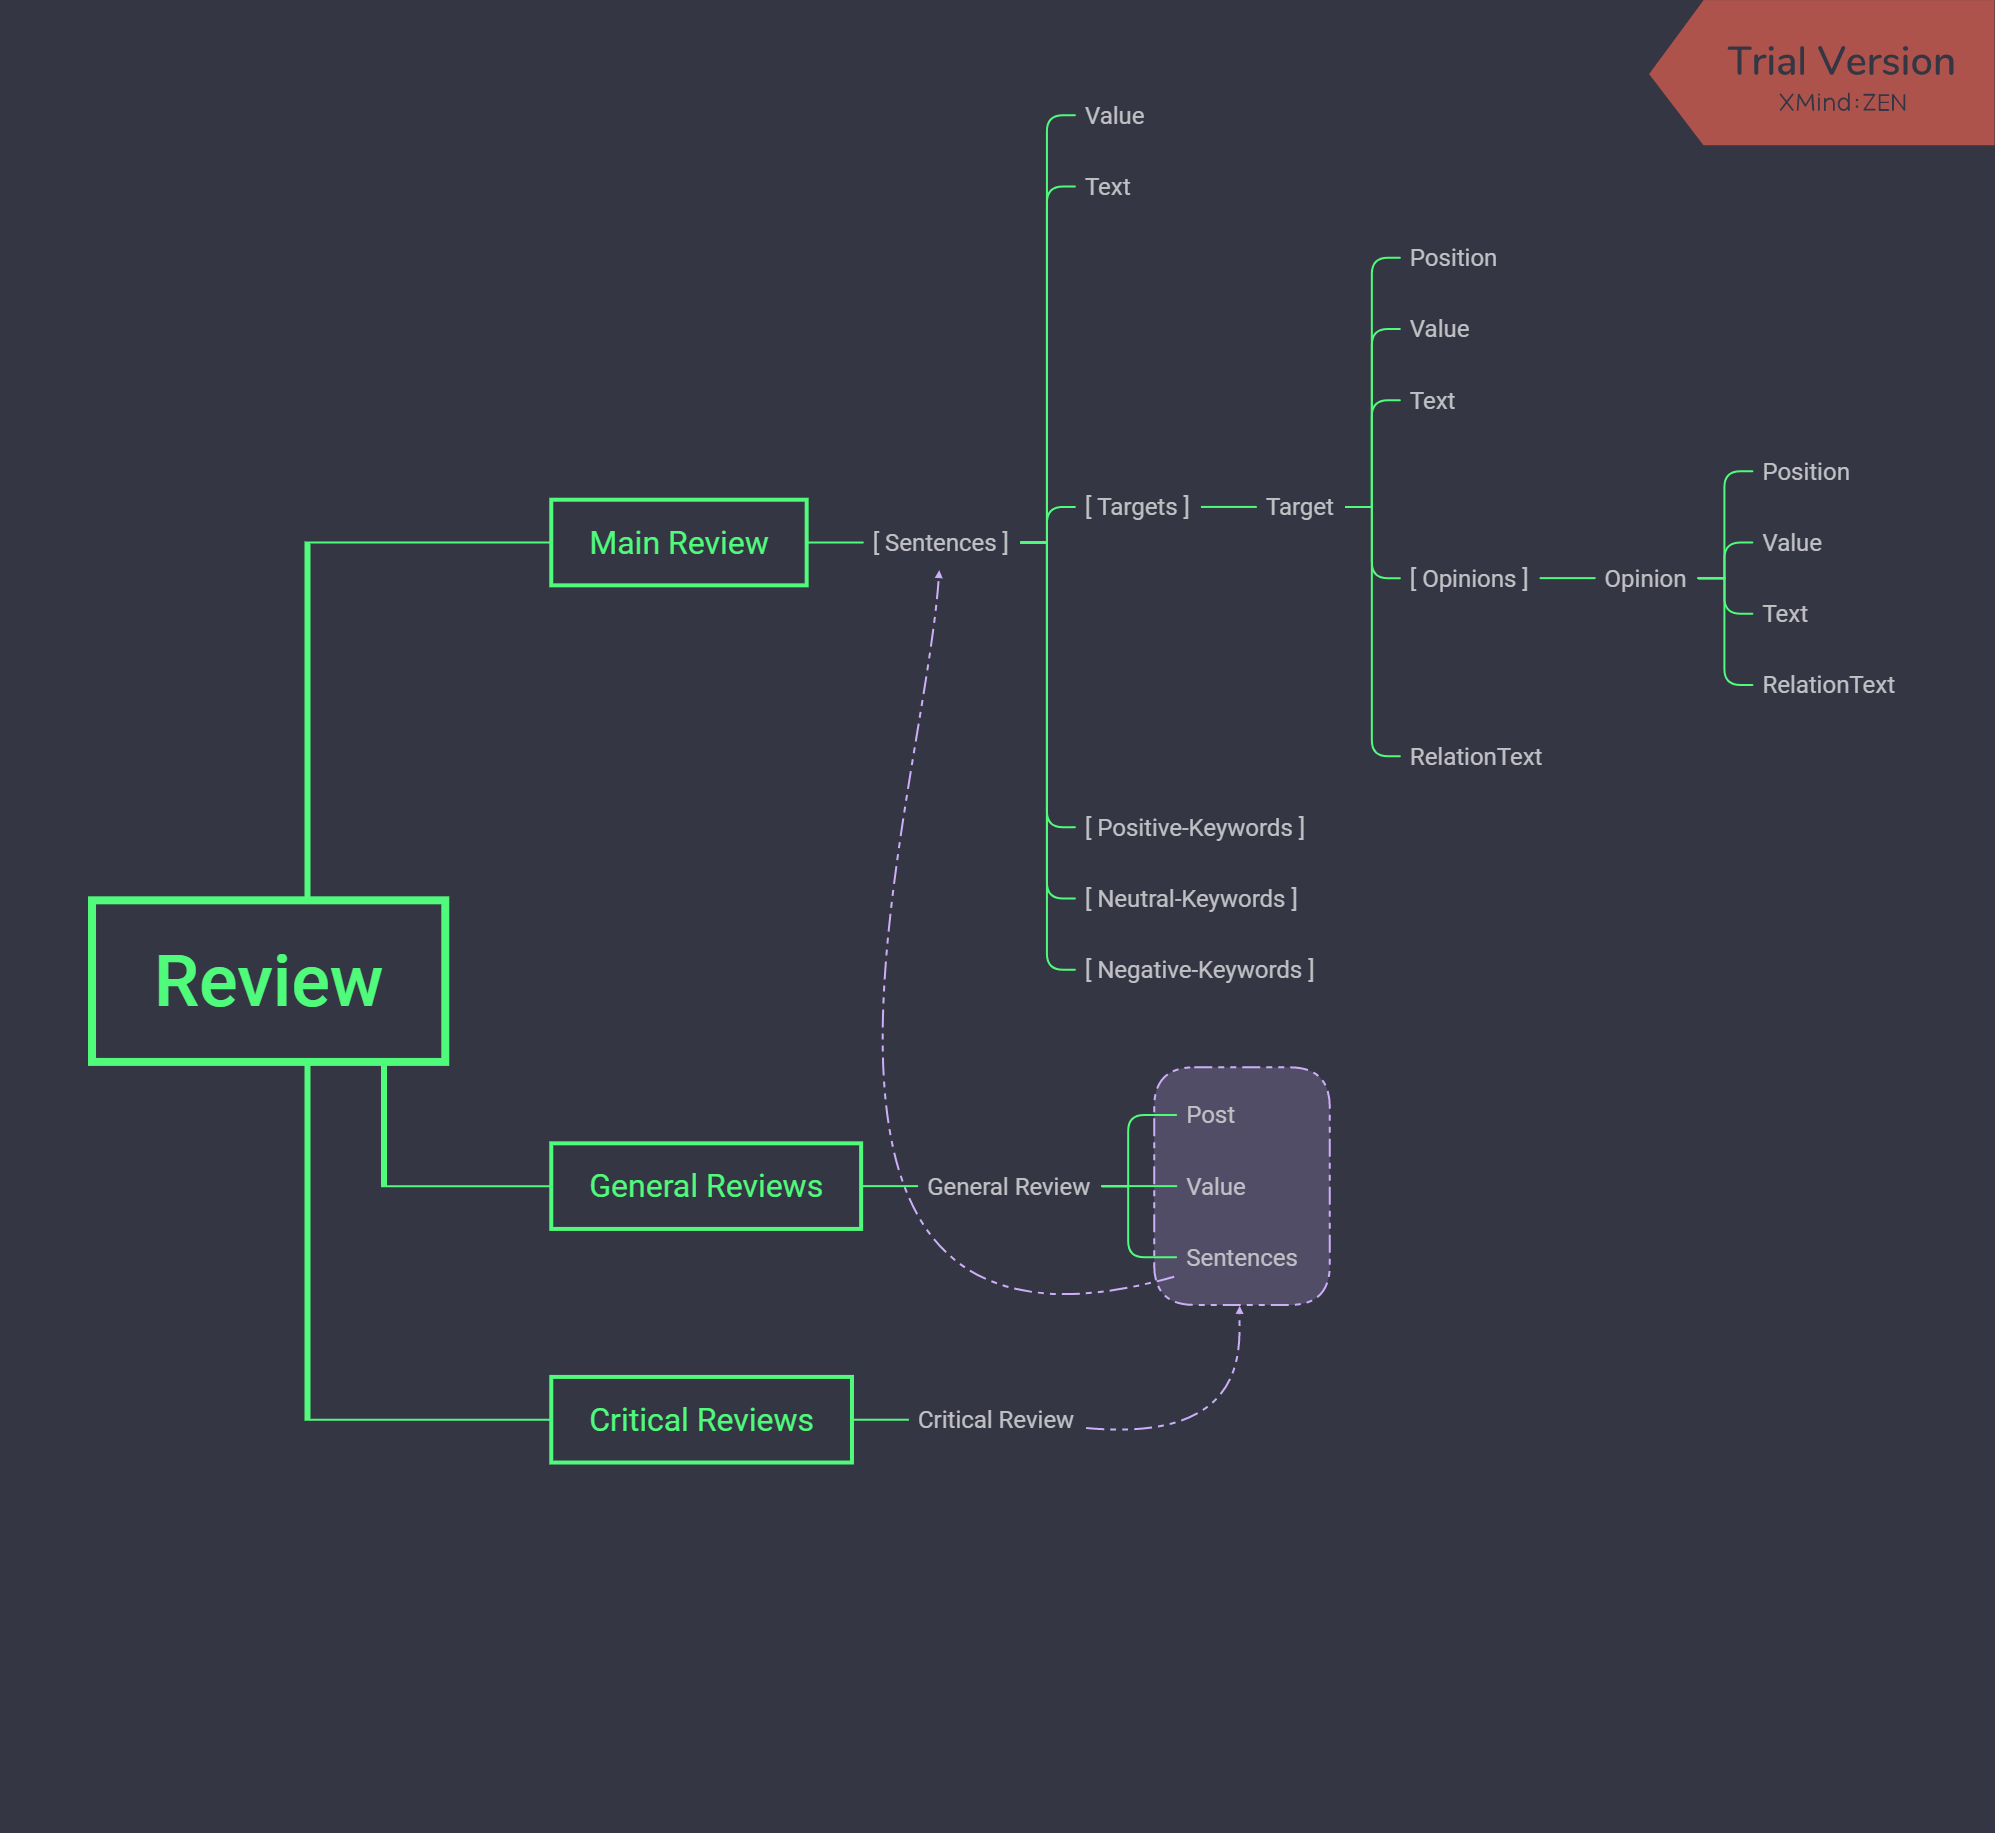 Trial Version
XMind:ZEN
Value
Text
Position
Value
Text
Position
[ Targets ]
Target
Main Review
[ Sentences ]
Value
[ Opinions ]
Opinion
Text
RelationText
RelationText
[ Positive-Keywords ]
[ Neutral-Keywords ]
[ Negative-Keywords ]
Review
Post
General Reviews
General Review
Value
Sentences
Critical Reviews
Critical Review